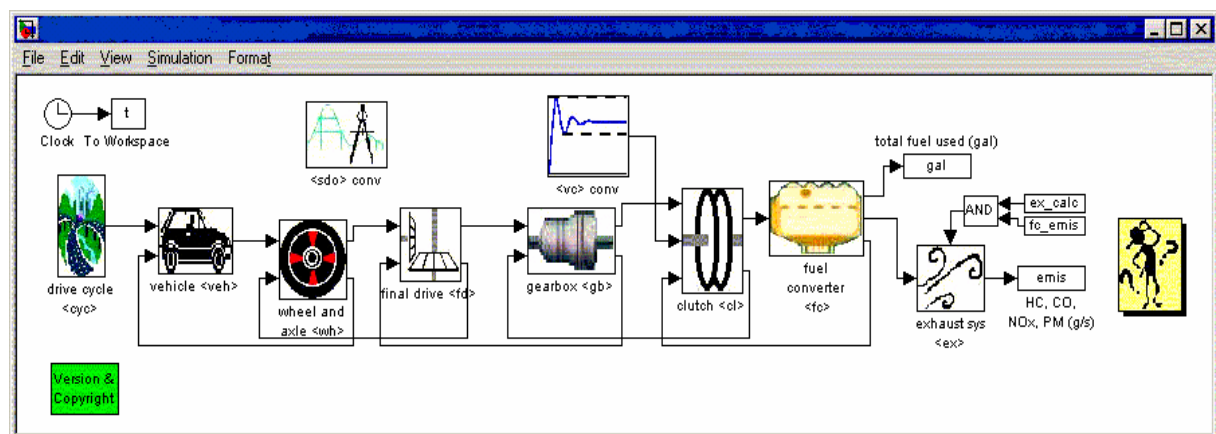 File Edit View Simulation Format
t
Clock To Workspace
<sdo> conv
<vc> conv
total fuel used (gal)
gal
AND
ex_calc
fc_emis
drive cycle
<cyc>
vehicle <veh>
wheel and
axle <wh>
final drive <fd>
gearbox <gb>
clutch <cl>
fuel
converter
<fc>
exhaust sys
<ex>
emis
HC, CO,
NOx, PM (g/s)
Version &
Copyright